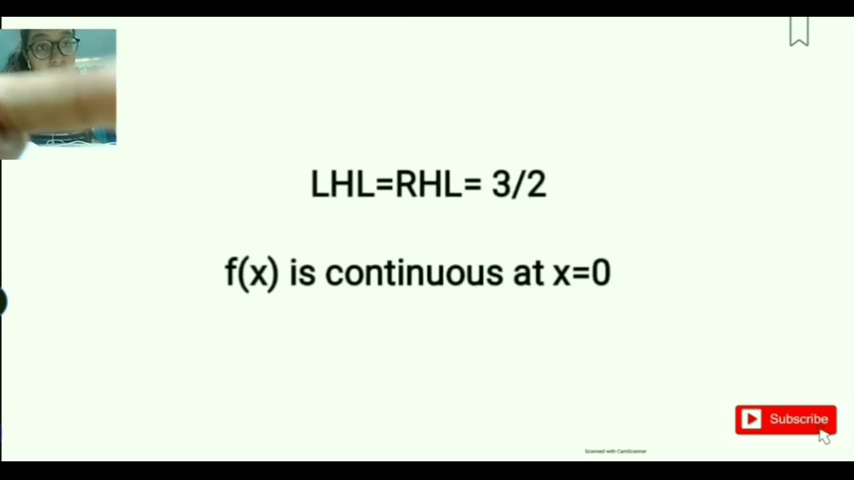 LHL=RHL= 3/2
f(x) is continuous at x=0
Subscribe
Scanned with CamScanner